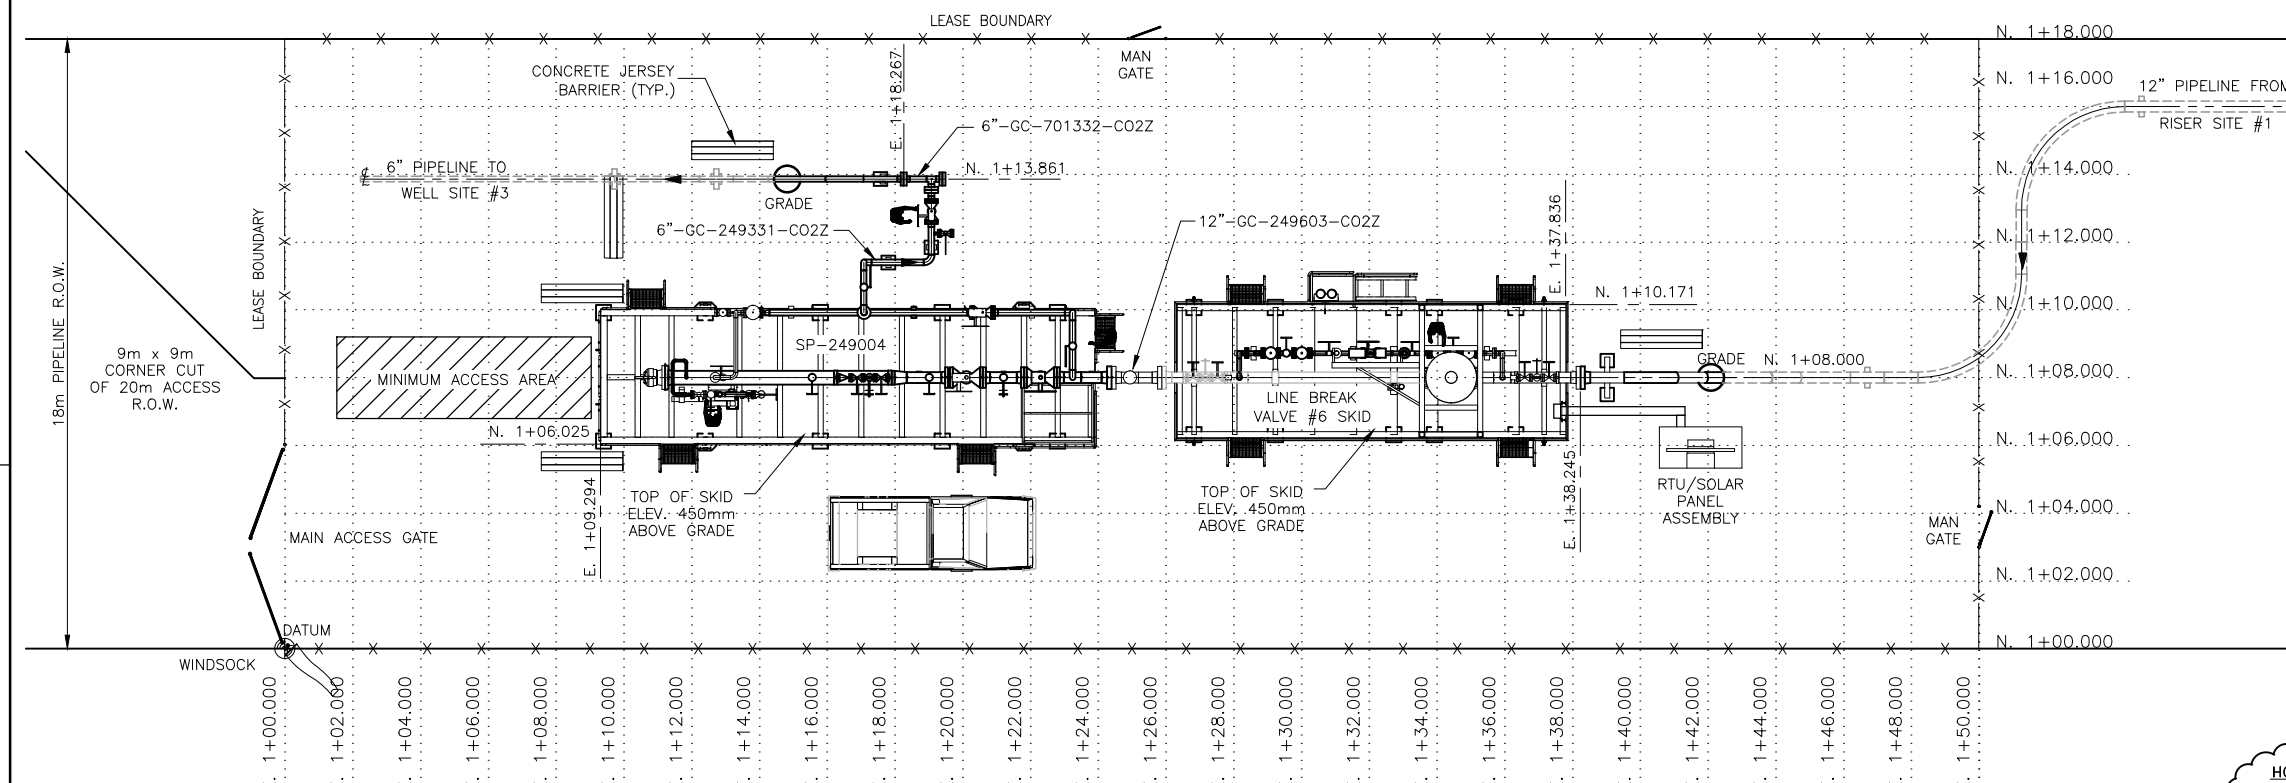 LEASE BOUNDARY
N. 1+18.000
MAN
GATE
CONCRETE JERSEY
BARRIER (TYP.)
E. 1+18.267
N. 1+16.000
12" PIPELINE FROM
RISER SITE #1
6"-GC-701332-CO2Z
6" PIPELINE TO
WELL SITE #3
N. 1+13.861
N. 1+14.000
GRADE
6"-GC-249331-CO2Z
12"-GC-249603-CO2Z
E. 1+37.836
N. 1+12.000
LEASE BOUNDARY
18m PIPELINE R.O.W.
N. 1+10.171
N. 1+10.000
SP-249004
9m x 9m
CORNER CUT
OF 20m ACCESS
R.O.W.
MINIMUM ACCESS AREA
GRADE
N. 1+08.000
N. 1+08.000
LINE BREAK
VALVE #6 SKID
N. 1+06.025
N. 1+06.000
E. 1+09.294
TOP OF SKID
ELEV. 450mm
ABOVE GRADE
TOP OF SKID
ELEV. 450mm
ABOVE GRADE
E. 1+38.245
RTU/SOLAR
PANEL
ASSEMBLY
N. 1+04.000
MAN
GATE
MAIN ACCESS GATE
N. 1+02.000
DATUM
WINDSOCK
N. 1+00.000
1+00.000
1+02.000
1+04.000
1+06.000
1+08.000
1+10.000
1+12.000
1+14.000
1+16.000
1+18.000
1+20.000
1+22.000
1+24.000
1+26.000
1+28.000
1+30.000
1+32.000
1+34.000
1+36.000
1+38.000
1+40.000
1+42.000
1+44.000
1+46.000
1+48.000
1+50.000